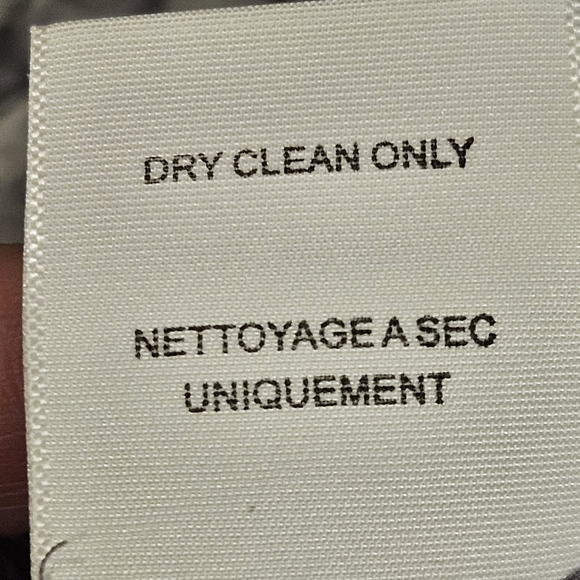 DRY CLEAN ONLY
NETTOYAGE A SEC
UNIQUEMENT